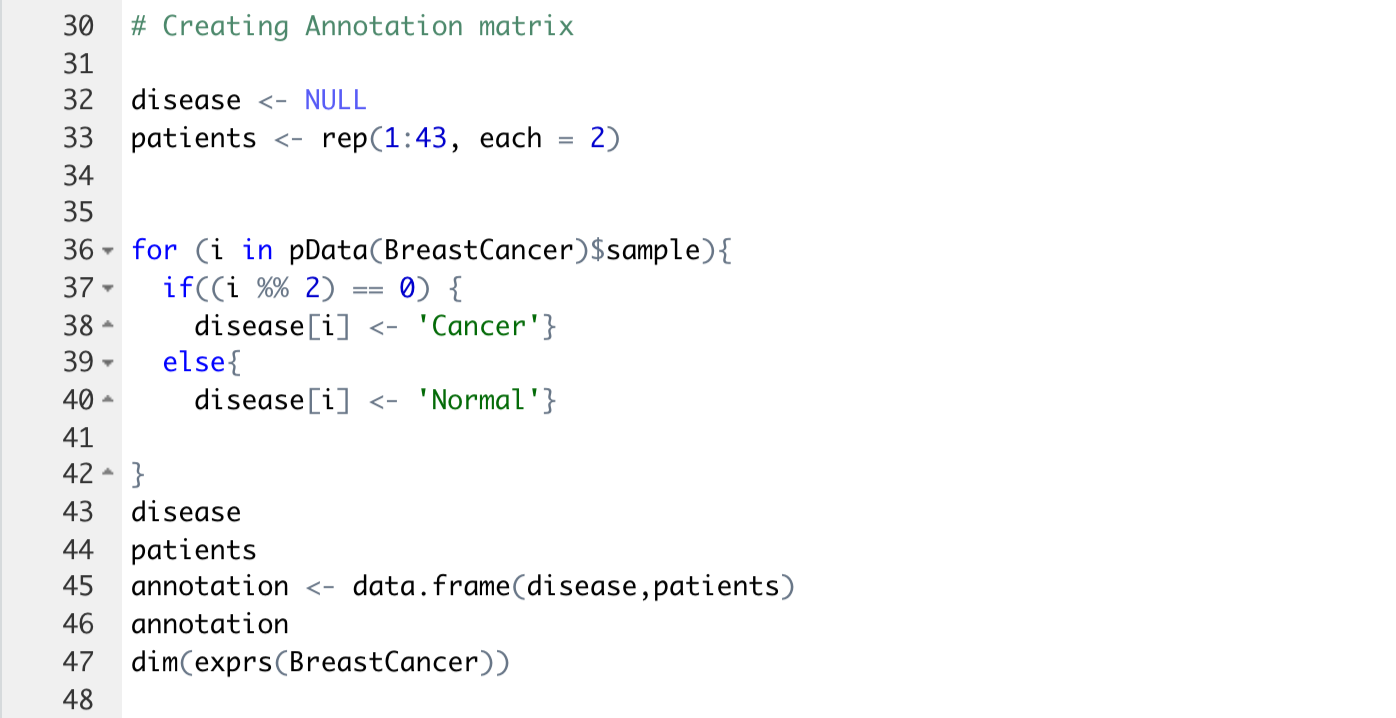 30 # Creating Annotation matrix
31
32 disease <- NULL
33 patients <- rep(1:43, each = 2)
34
35
36 for (i in pData(BreastCancer)$sample){
37   if((i %% 2) == 0) {
38     disease[i] <- 'Cancer'}
39   else{
40     disease[i] <- 'Normal'}
41
42 }
43 disease
44 patients
45 annotation <- data.frame(disease,patients)
46 annotation
47 dim(exprs(BreastCancer))
48